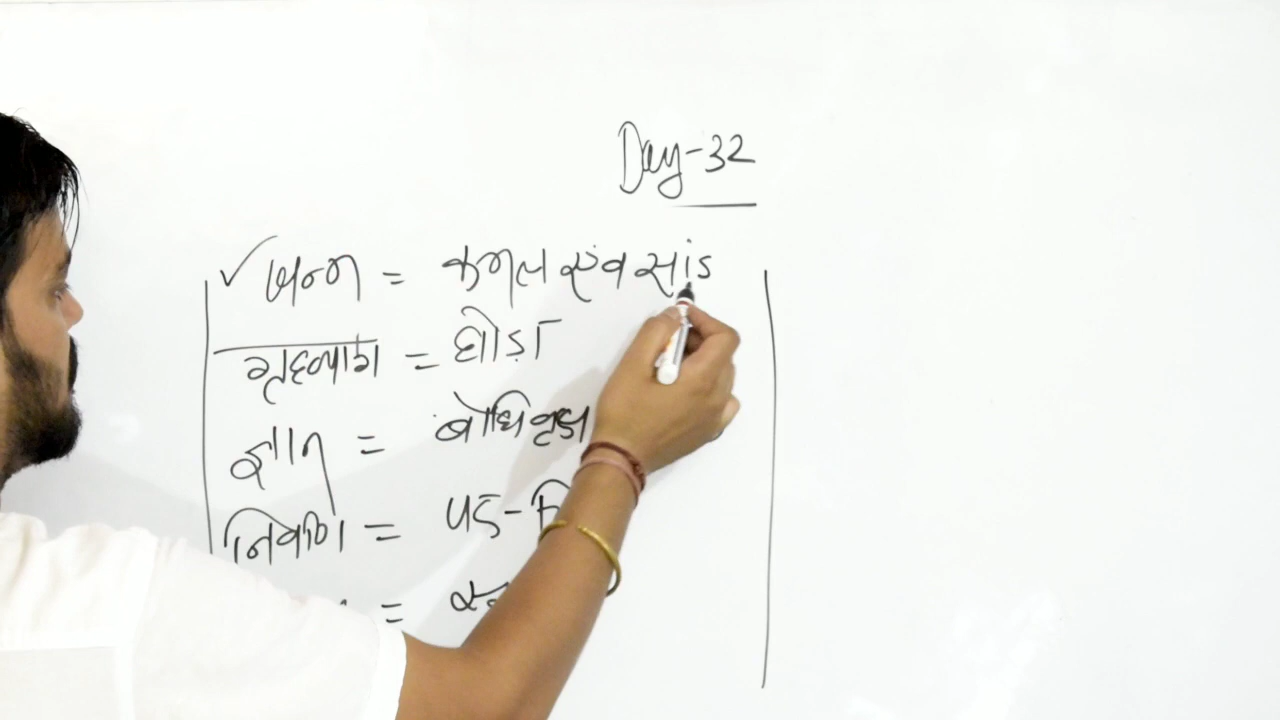 Day-32
✓ जन्म = कमल एवं सांड
गृहत्याग = घोड़ा
ज्ञान = बोधिवृक्ष
निर्वाण = पद-
=